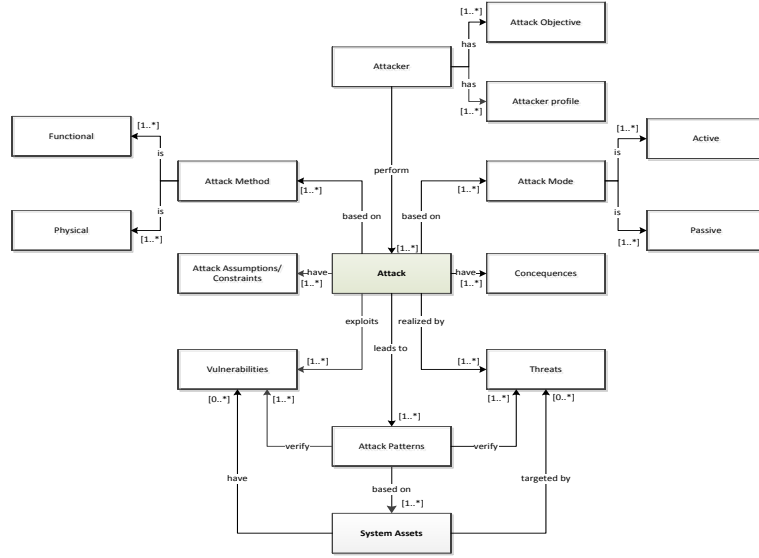 [1..*]
Attack Objective
has
Attacker
has
Attacker profile
[1..*]
[1..*]
Functional
is
Attack Method
[1..*]
is
Physical
[1..*]
perform
[1..*]
Active
is
Attack Mode
[1..*]
is
Passive
[1..*]
based on
based on
[1..*]
Attack Assumptions/
Constraints
have
[1..*]
Attack
have
[1..*]
Concequences
exploits
realized by
leads to
[1..*]
[1..*]
Vulnerabilities
Threats
[0..*]
[1..*]
[1..*]
[1..*]
[0..*]
verify
Attack Patterns
verify
have
based on
targeted by
[1..*]
System Assets